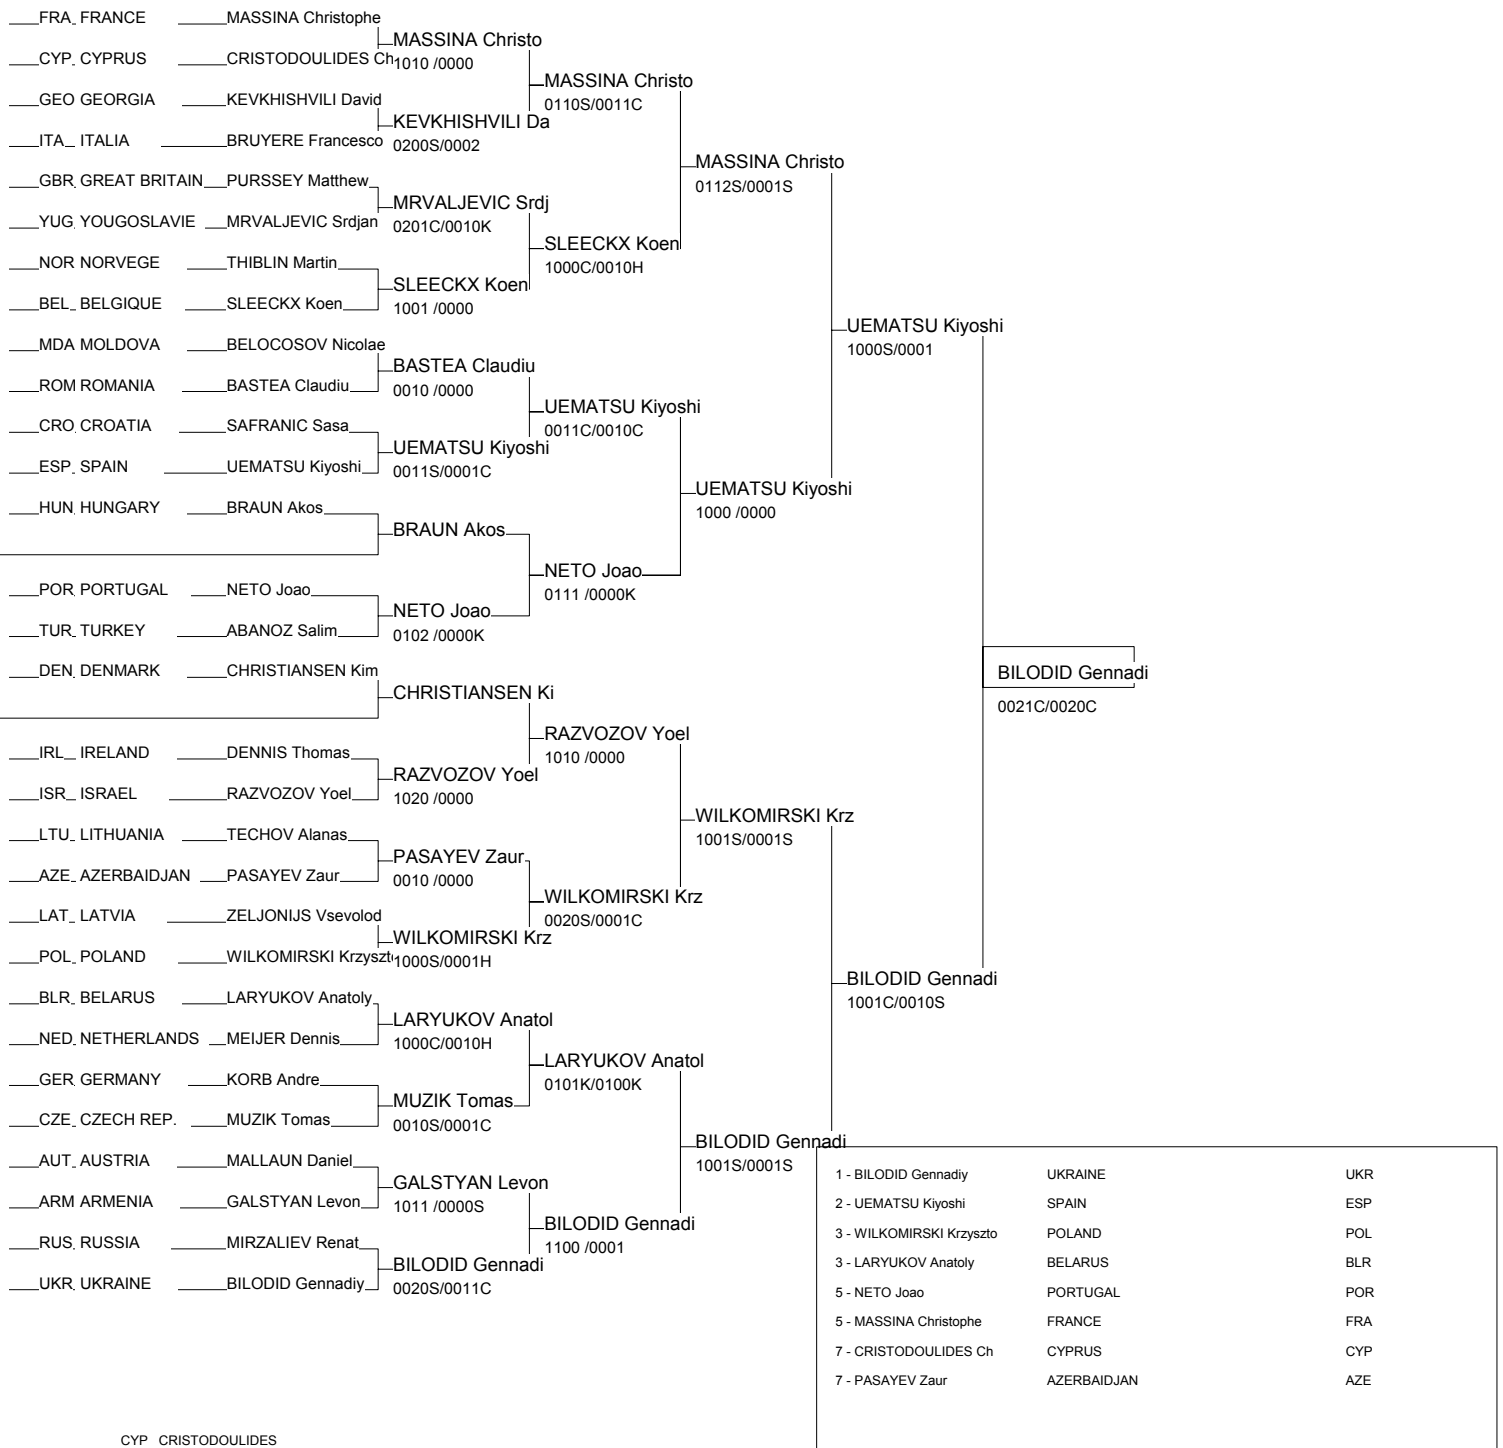 FRA FRANCE MASSINA Christophe
MASSINA Christo
CYP CYPRUS CRISTODOULIDES Ch
1010 /0000
MASSINA Christo
GEO GEORGIA KEVKHISHVILI David
0110S/0011C
KEVKHISHVILI Da
ITA ITALIA BRUYERE Francesco
0200S/0002
MASSINA Christo
GBR GREAT BRITAIN PURSSEY Matthew
0112S/0001S
MRVALJEVIC Srdj
YUG YOUGOSLAVIE MRVALJEVIC Srdjan
0201C/0010K
SLEECKX Koen
NOR NORVEGE THIBLIN Martin
1000C/0010H
SLEECKX Koen
BEL BELGIQUE SLEECKX Koen
1001 /0000
UEMATSU Kiyoshi
MDA MOLDOVA BELOCOSOV Nicolae
1000S/0001
BASTEA Claudiu
ROM ROMANIA BASTEA Claudiu
0010 /0000
UEMATSU Kiyoshi
CRO CROATIA SAFRANIC Sasa
0011C/0010C
UEMATSU Kiyoshi
ESP SPAIN UEMATSU Kiyoshi
0011S/0001C
UEMATSU Kiyoshi
HUN HUNGARY BRAUN Akos
1000 /0000
BRAUN Akos
NETO Joao
POR PORTUGAL NETO Joao
0111 /0000K
NETO Joao
TUR TURKEY ABANOZ Salim
0102 /0000K
DEN DENMARK CHRISTIANSEN Kim
BILODID Gennadi
CHRISTIANSEN Ki
0021C/0020C
RAZVOZOV Yoel
IRL IRELAND DENNIS Thomas
1010 /0000
RAZVOZOV Yoel
ISR ISRAEL RAZVOZOV Yoel
1020 /0000
WILKOMIRSKI Krz
LTU LITHUANIA TECHOV Alanas
1001S/0001S
PASAYEV Zaur
AZE AZERBAIDJAN PASAYEV Zaur
0010 /0000
WILKOMIRSKI Krz
LAT LATVIA ZELJONIJS Vsevolod
0020S/0001C
WILKOMIRSKI Krz
POL POLAND WILKOMIRSKI Krzyszt
1000S/0001H
BILODID Gennadi
BLR BELARUS LARYUKOV Anatoly
1001C/0010S
LARYUKOV Anatol
NED NETHERLANDS MEIJER Dennis
1000C/0010H
LARYUKOV Anatol
GER GERMANY KORB Andre
0101K/0100K
MUZIK Tomas
CZE CZECH REP. MUZIK Tomas
0010S/0001C
BILODID Gennadi
AUT AUSTRIA MALLAUN Daniel
1001S/0001S
GALSTYAN Levon
ARM ARMENIA GALSTYAN Levon
1011 /0000S
BILODID Gennadi
RUS RUSSIA MIRZALIEV Renat
1100 /0001
BILODID Gennadi
UKR UKRAINE BILODID Gennadiy
0020S/0011C
1 - BILODID Gennadiy UKRAINE UKR
2 - UEMATSU Kiyoshi SPAIN ESP
3 - WILKOMIRSKI Krzyszto POLAND POL
3 - LARYUKOV Anatoly BELARUS BLR
5 - NETO Joao PORTUGAL POR
5 - MASSINA Christophe FRANCE FRA
7 - CRISTODOULIDES Ch CYPRUS CYP
7 - PASAYEV Zaur AZERBAIDJAN AZE
CYP CRISTODOULIDES